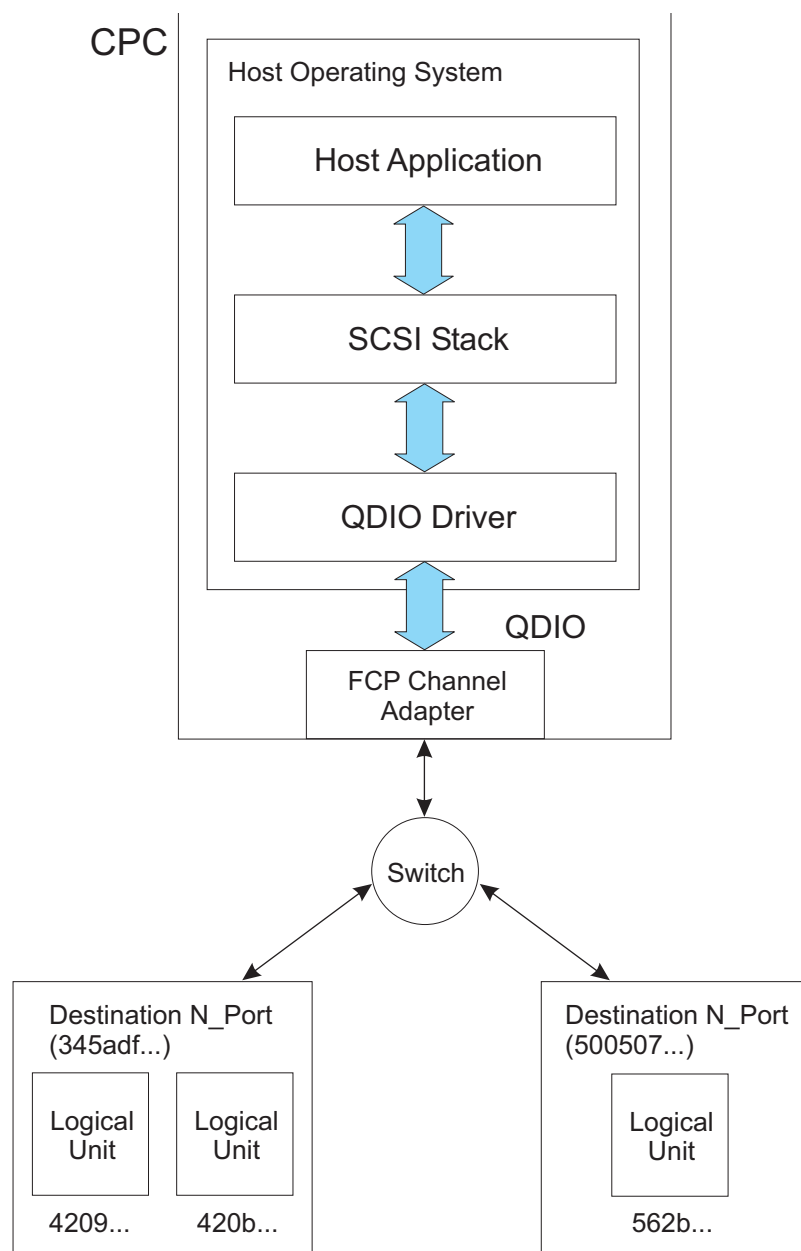 CPC
Host Operating System
Host Application
SCSI Stack
QDIO Driver
QDIO
FCP Channel
Adapter
Switch
Destination N_Port
(345adf...)
Logical
Unit
Logical
Unit
4209...
420b...
Destination N_Port
(500507...)
Logical
Unit
562b...